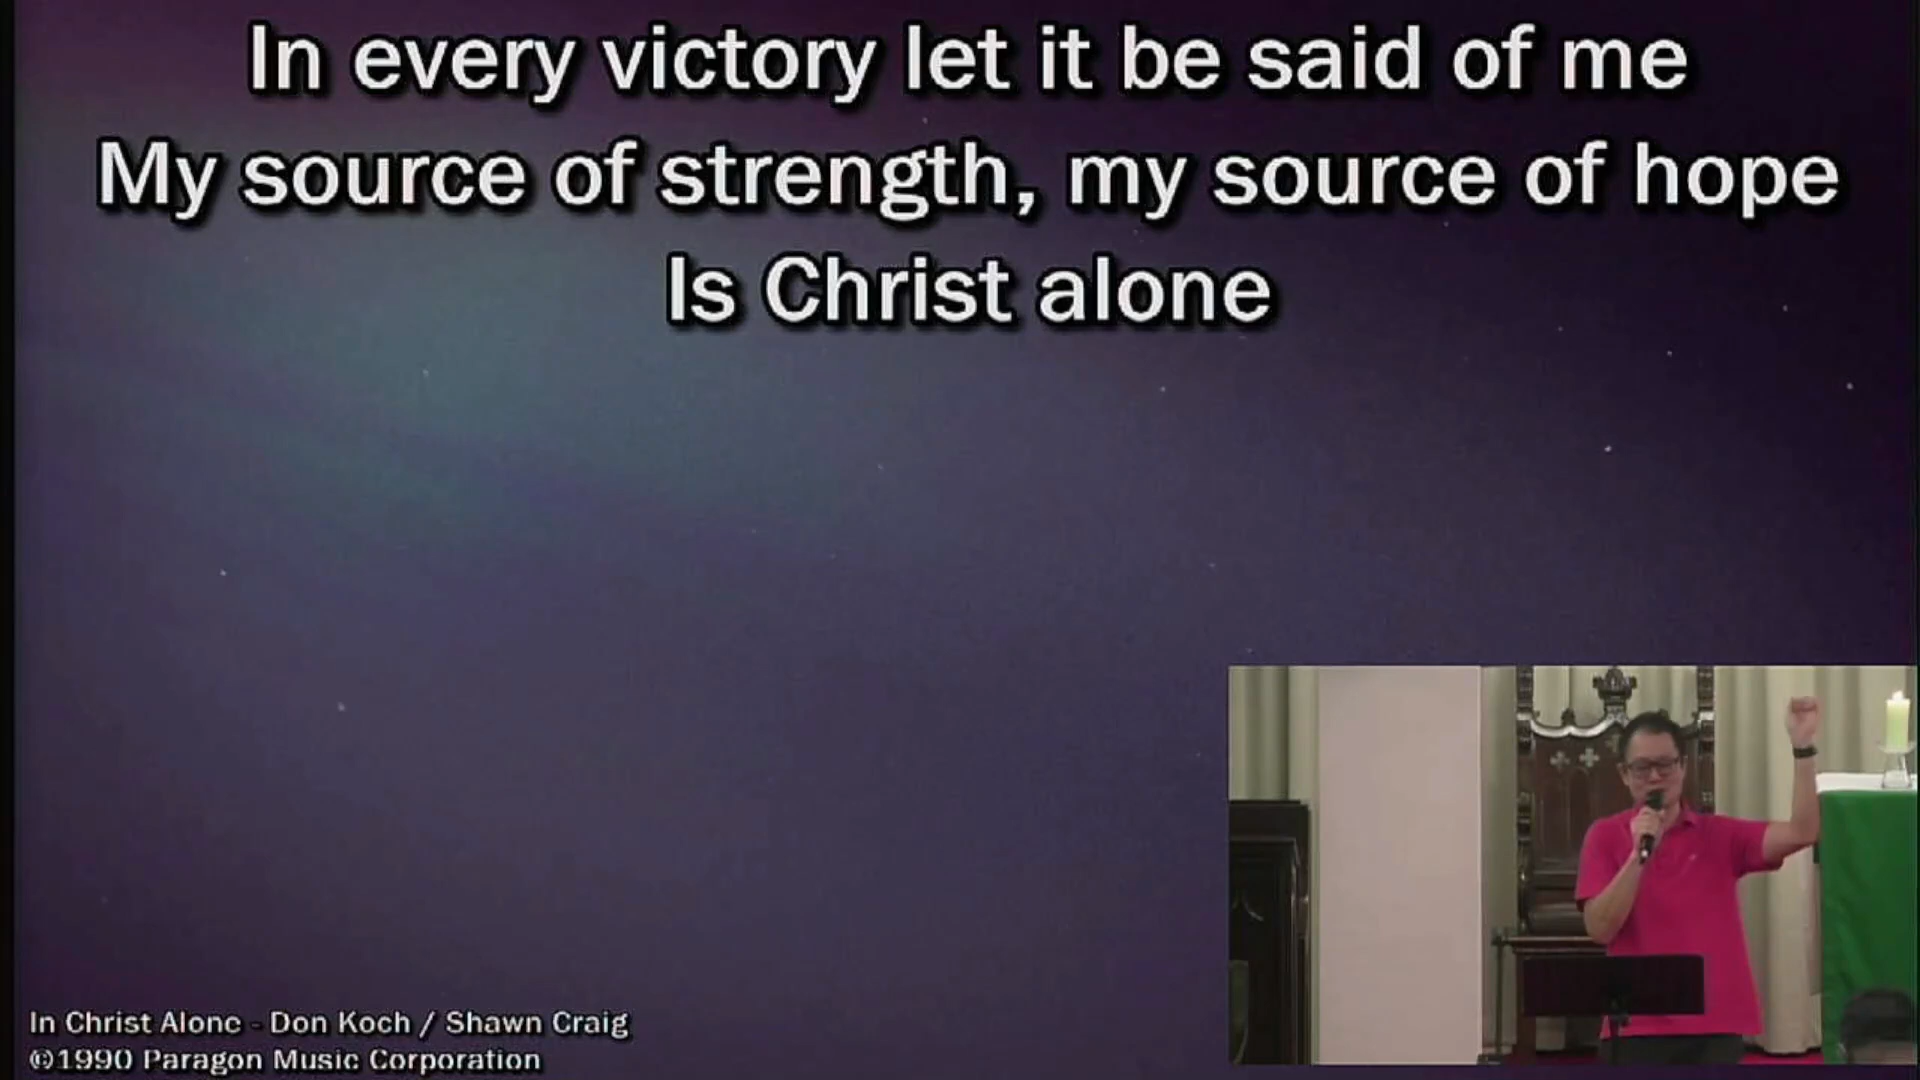 In every victory let it be said of me
My source of strength, my source of hope
Is Christ alone
In Christ Alone - Don Koch / Shawn Craig
©1990 Paragon Music Corporation